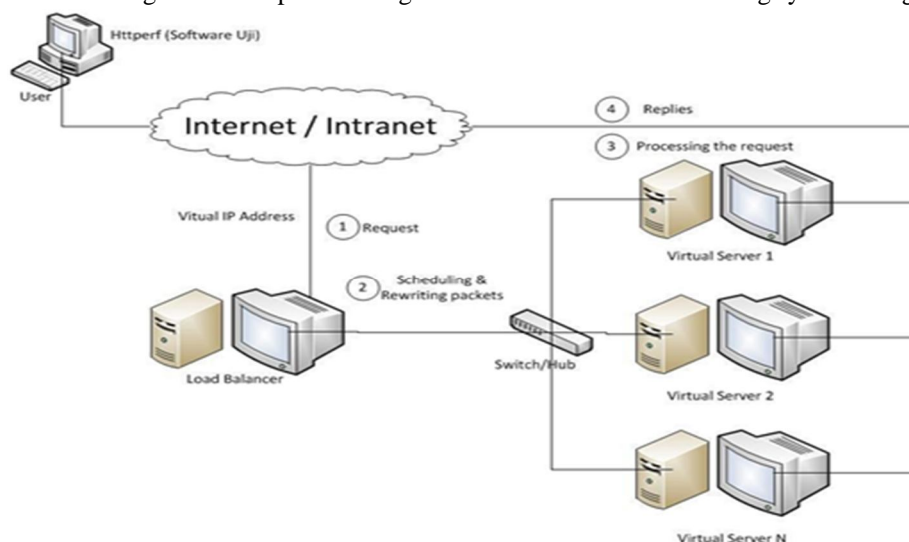 Httperf (Software Uji)
User
Internet / Intranet
4 Replies
3 Processing the request
Vitual IP Address
1 Request
Virtual Server 1
2 Scheduling &
Rewriting packets
Switch/Hub
Load Balancer
Virtual Server 2
Virtual Server N